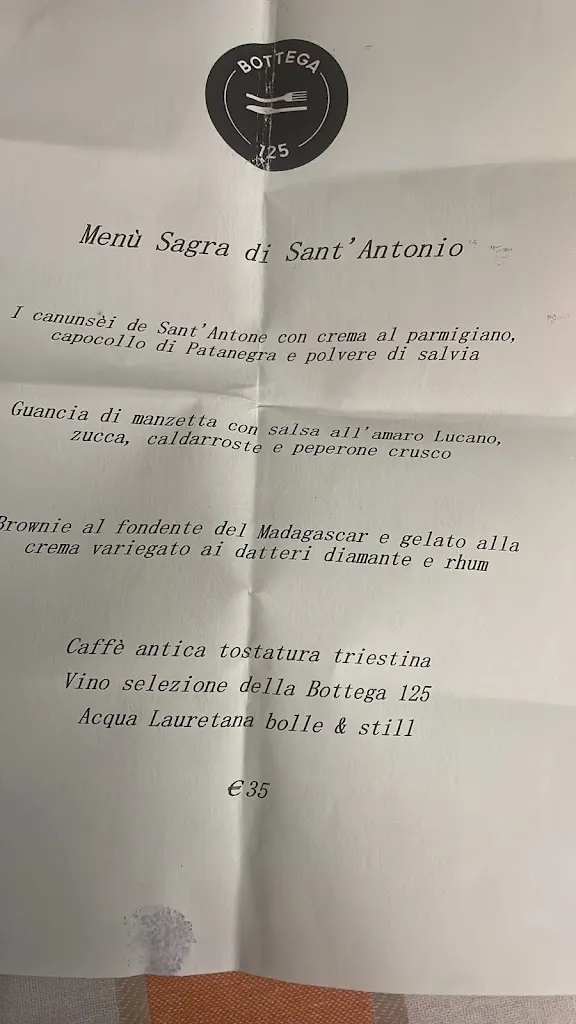 BOTTEGA
125
Menù Sagra di Sant'Antonio
I canunsèi de Sant'Antone con crema al parmigiano,
capocollo di Patanegra e polvere di salvia
Guancia di manzetta con salsa all'amaro Lucano,
zucca, caldarroste e peperone crusco
Brownie al fondente del Madagascar e gelato alla
crema variegato ai datteri diamante e rhum
Caffè antica tostatura triestina
Vino selezione della Bottega 125
Acqua Lauretana bolle & still
€35